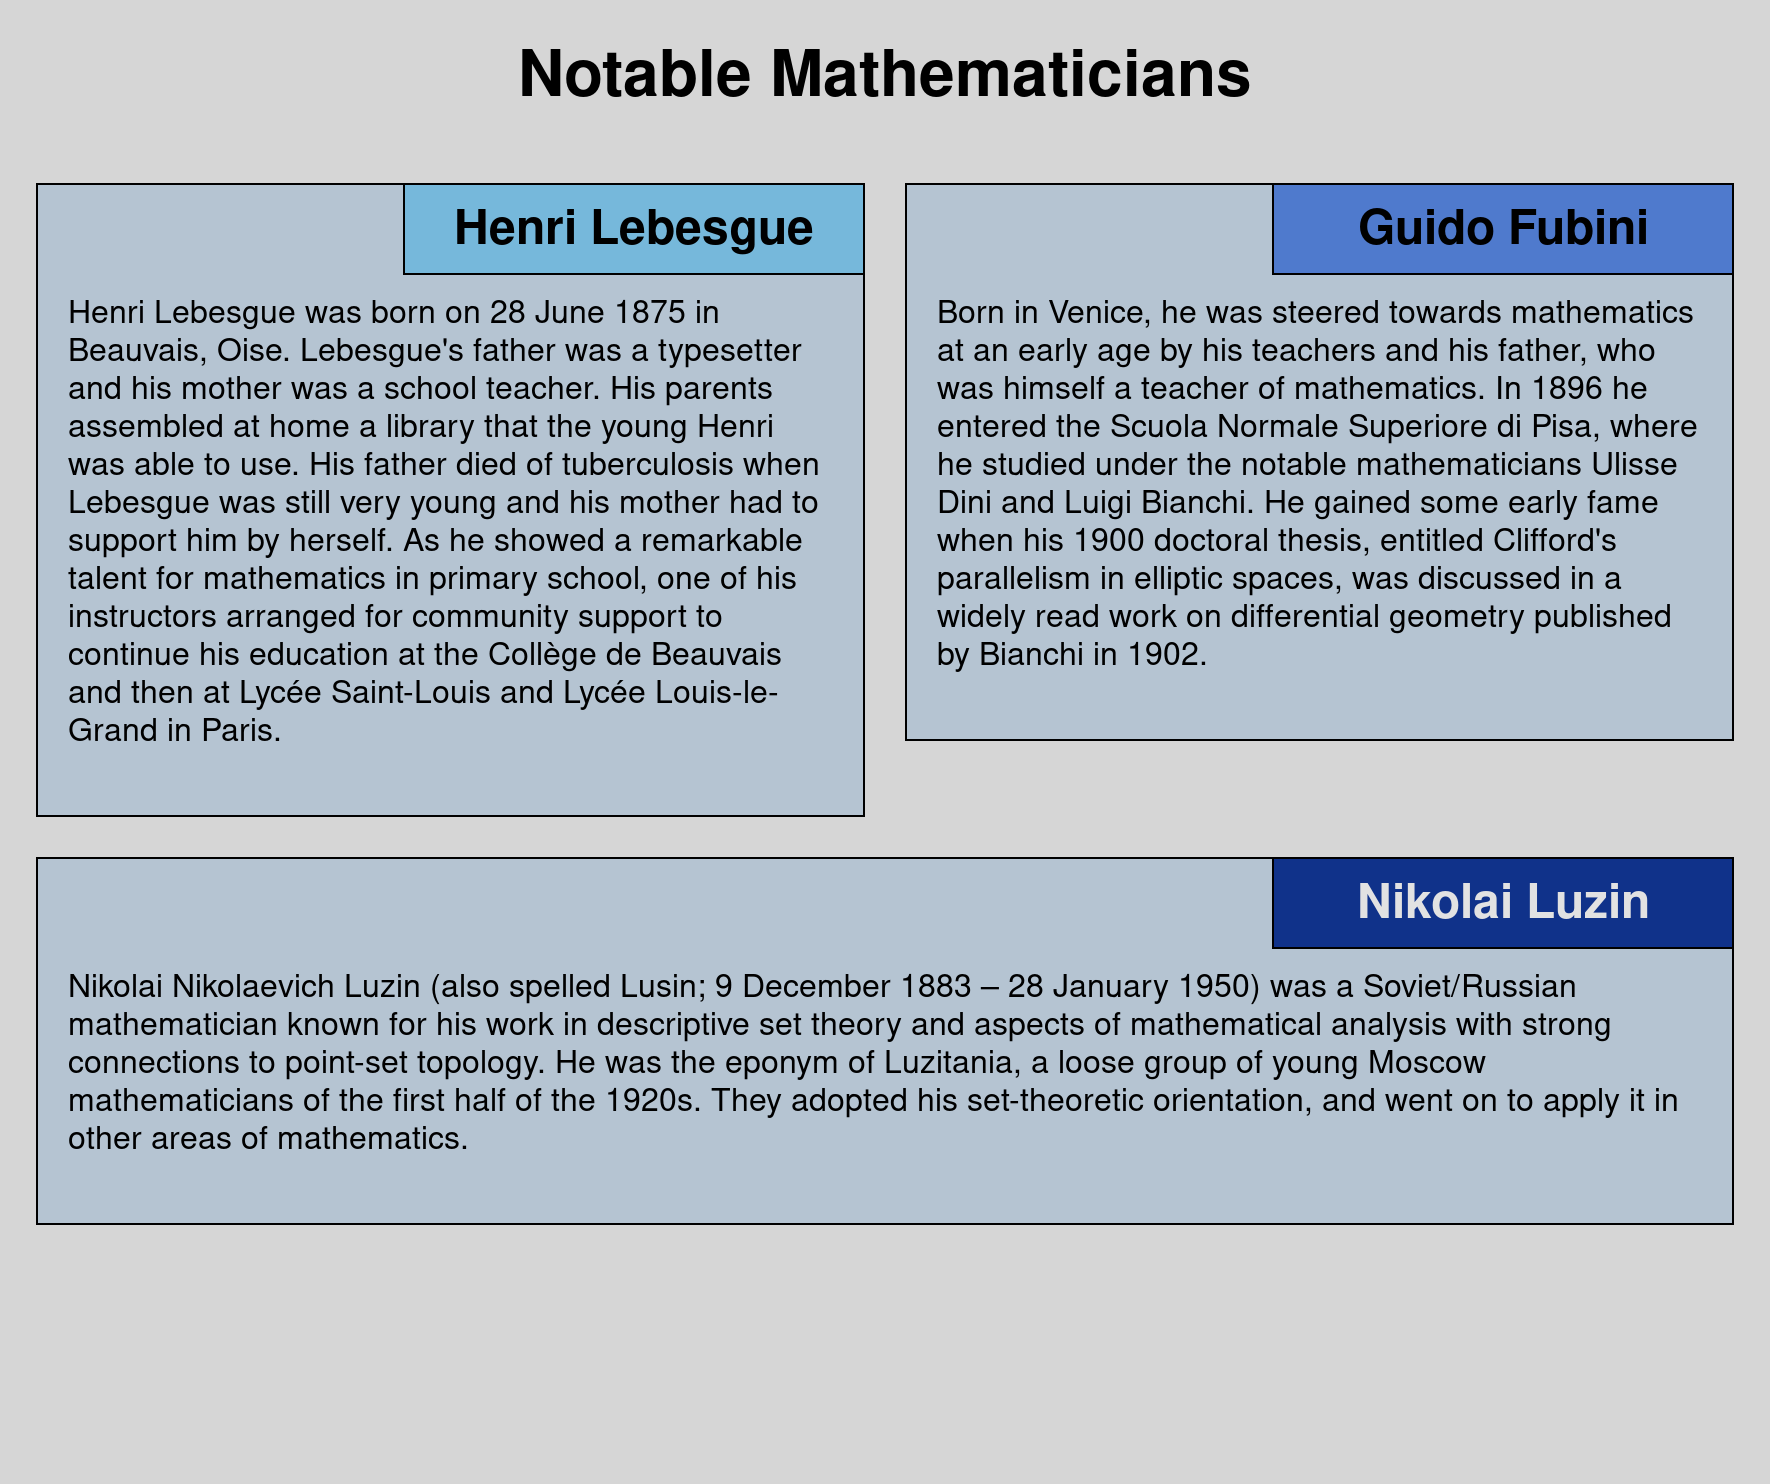 Notable Mathematicians
Henri Lebesgue
Henri Lebesgue was born on 28 June 1875 in
Beauvais, Oise. Lebesgue's father was a typesetter
and his mother was a school teacher. His parents
assembled at home a library that the young Henri
was able to use. His father died of tuberculosis when
Lebesgue was still very young and his mother had to
support him by herself. As he showed a remarkable
talent for mathematics in primary school, one of his
instructors arranged for community support to
continue his education at the Collège de Beauvais
and then at Lycée Saint-Louis and Lycée Louis-le-
Grand in Paris.
Guido Fubini
Born in Venice, he was steered towards mathematics
at an early age by his teachers and his father, who
was himself a teacher of mathematics. In 1896 he
entered the Scuola Normale Superiore di Pisa, where
he studied under the notable mathematicians Ulisse
Dini and Luigi Bianchi. He gained some early fame
when his 1900 doctoral thesis, entitled Clifford's
parallelism in elliptic spaces, was discussed in a
widely read work on differential geometry published
by Bianchi in 1902.
Nikolai Luzin
Nikolai Nikolaevich Luzin (also spelled Lusin; 9 December 1883 – 28 January 1950) was a Soviet/Russian
mathematician known for his work in descriptive set theory and aspects of mathematical analysis with strong
connections to point-set topology. He was the eponym of Luzitania, a loose group of young Moscow
mathematicians of the first half of the 1920s. They adopted his set-theoretic orientation, and went on to apply it in
other areas of mathematics.